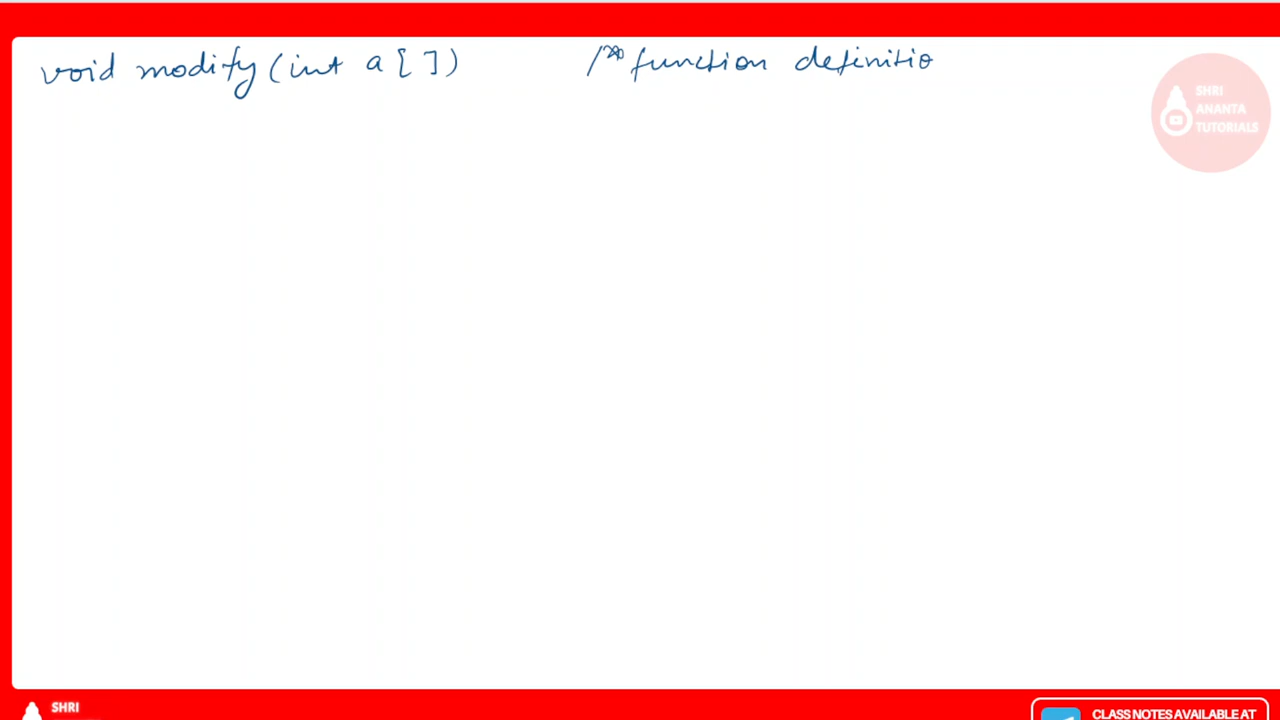 void modify (int a [ ]) /* function definitio
SHRI
ANANTA
TUTORIALS
SHRI
CLASS NOTES AVAILABLE AT